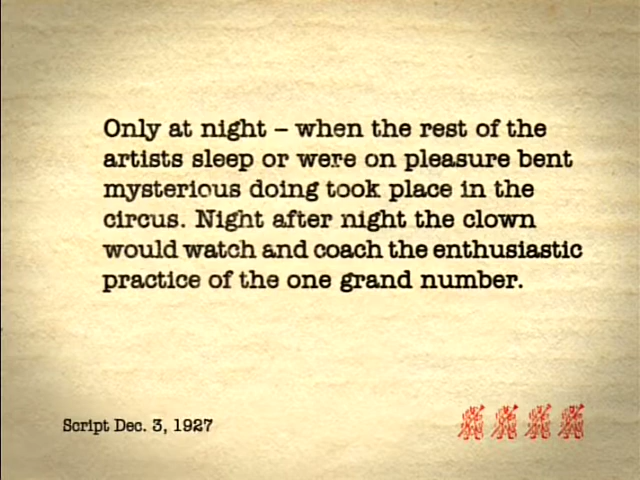 Only at night – when the rest of the
artists sleep or were on pleasure bent
mysterious doing took place in the
circus. Night after night the clown
would watch and coach the enthusiastic
practice of the one grand number.
Script Dec. 3, 1927